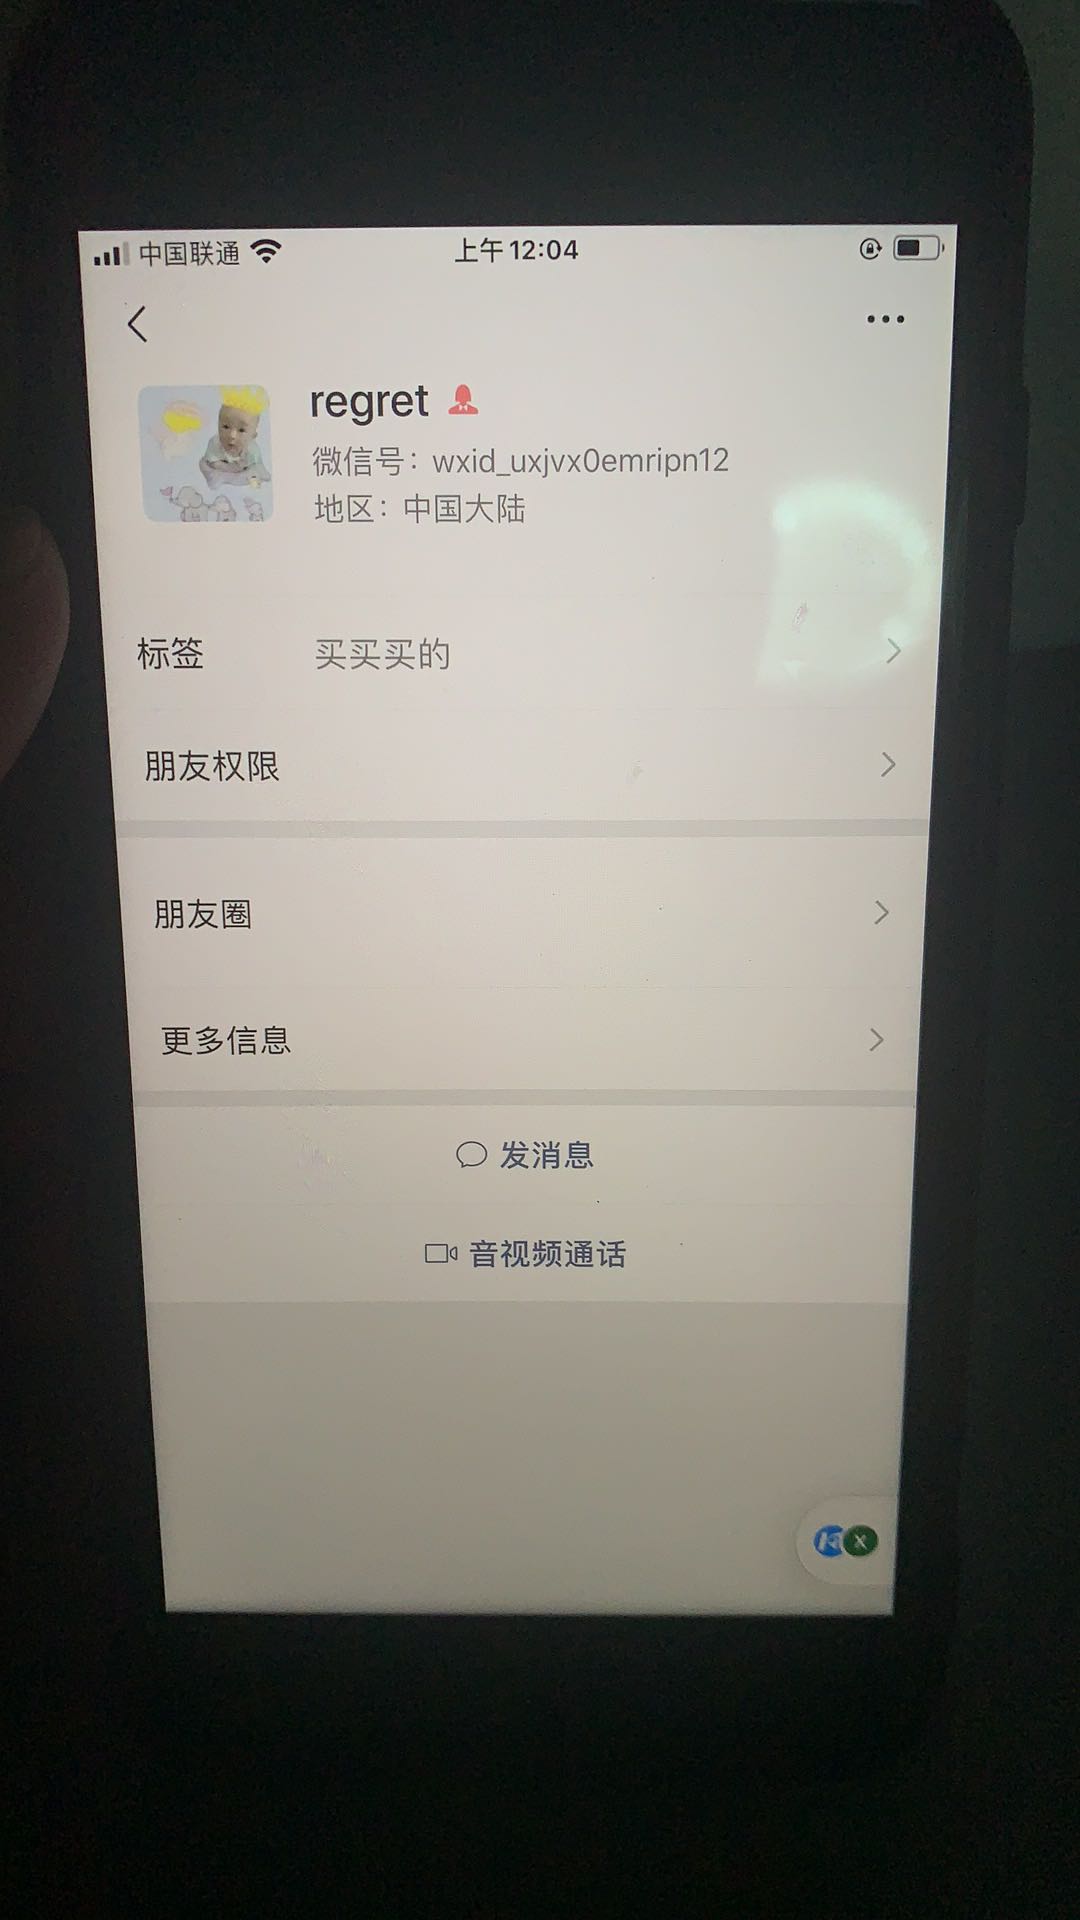 中国联通
上午12:04
regret
微信号：wxid_uxjvx0emripn12
地区：中国大陆
标签 买买买的
朋友权限
朋友圈
更多信息
发消息
音视频通话